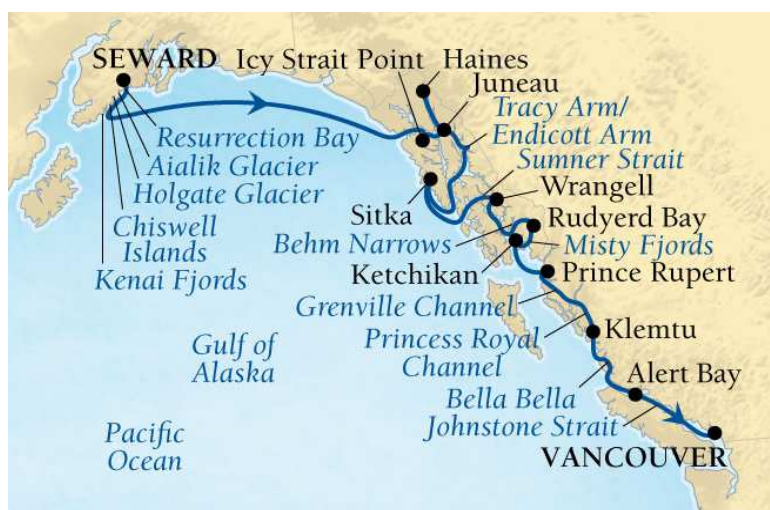 SEWARD
Icy Strait Point
Haines
Juneau
Tracy Arm/
Endicott Arm
Sumner Strait
Resurrection Bay
Aialik Glacier
Holgate Glacier
Chiswell
Islands
Kenai Fjords
Sitka
Wrangell
Rudyerd Bay
Behm Narrows
Misty Fjords
Ketchikan
Prince Rupert
Grenville Channel
Princess Royal
Channel
Klemtu
Gulf of
Alaska
Alert Bay
Bella Bella
Johnstone Strait
Pacific
Ocean
VANCOUVER